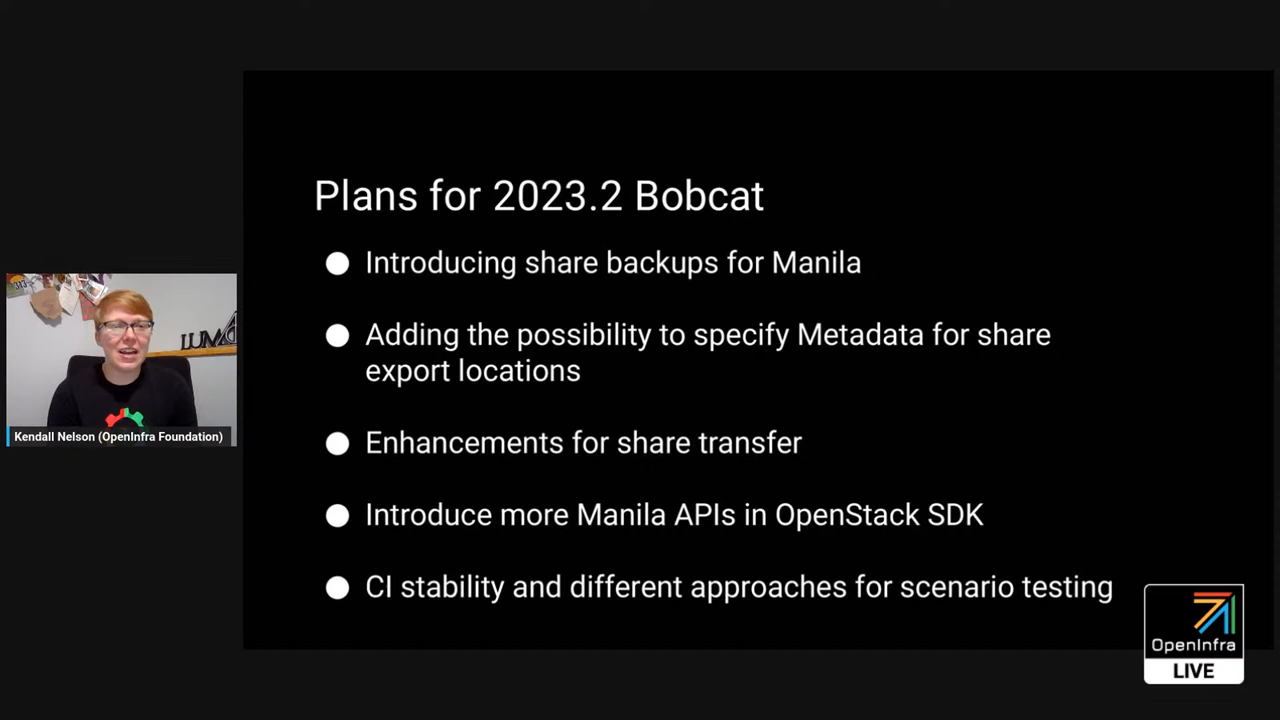 Plans for 2023.2 Bobcat
● Introducing share backups for Manila
● Adding the possibility to specify Metadata for share
export locations
● Enhancements for share transfer
● Introduce more Manila APIs in OpenStack SDK
● CI stability and different approaches for scenario testing
Kendall Nelson (OpenInfra Foundation)
OpenInfra
LIVE